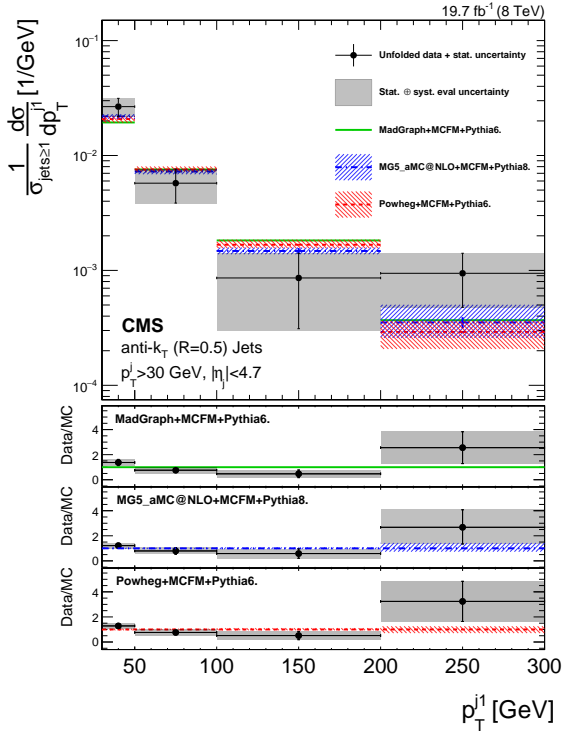 19.7 fb⁻¹ (8 TeV)
1/σ_{jets≥1} dσ/dp_T^{j1} [1/GeV]
10⁻¹
10⁻²
10⁻³
10⁻⁴
Unfolded data + stat. uncertainty
Stat. ⊕ syst. eval uncertainty
MadGraph+MCFM+Pythia6.
MG5_aMC@NLO+MCFM+Pythia8.
Powheg+MCFM+Pythia6.
CMS
anti-k_T (R=0.5) Jets
p_T^j>30 GeV, |η_j|<4.7
Data/MC
4
2
0
MadGraph+MCFM+Pythia6.
Data/MC
4
2
0
MG5_aMC@NLO+MCFM+Pythia8.
Data/MC
4
2
0
Powheg+MCFM+Pythia6.
50 100 150 200 250 300
p_T^{j1} [GeV]